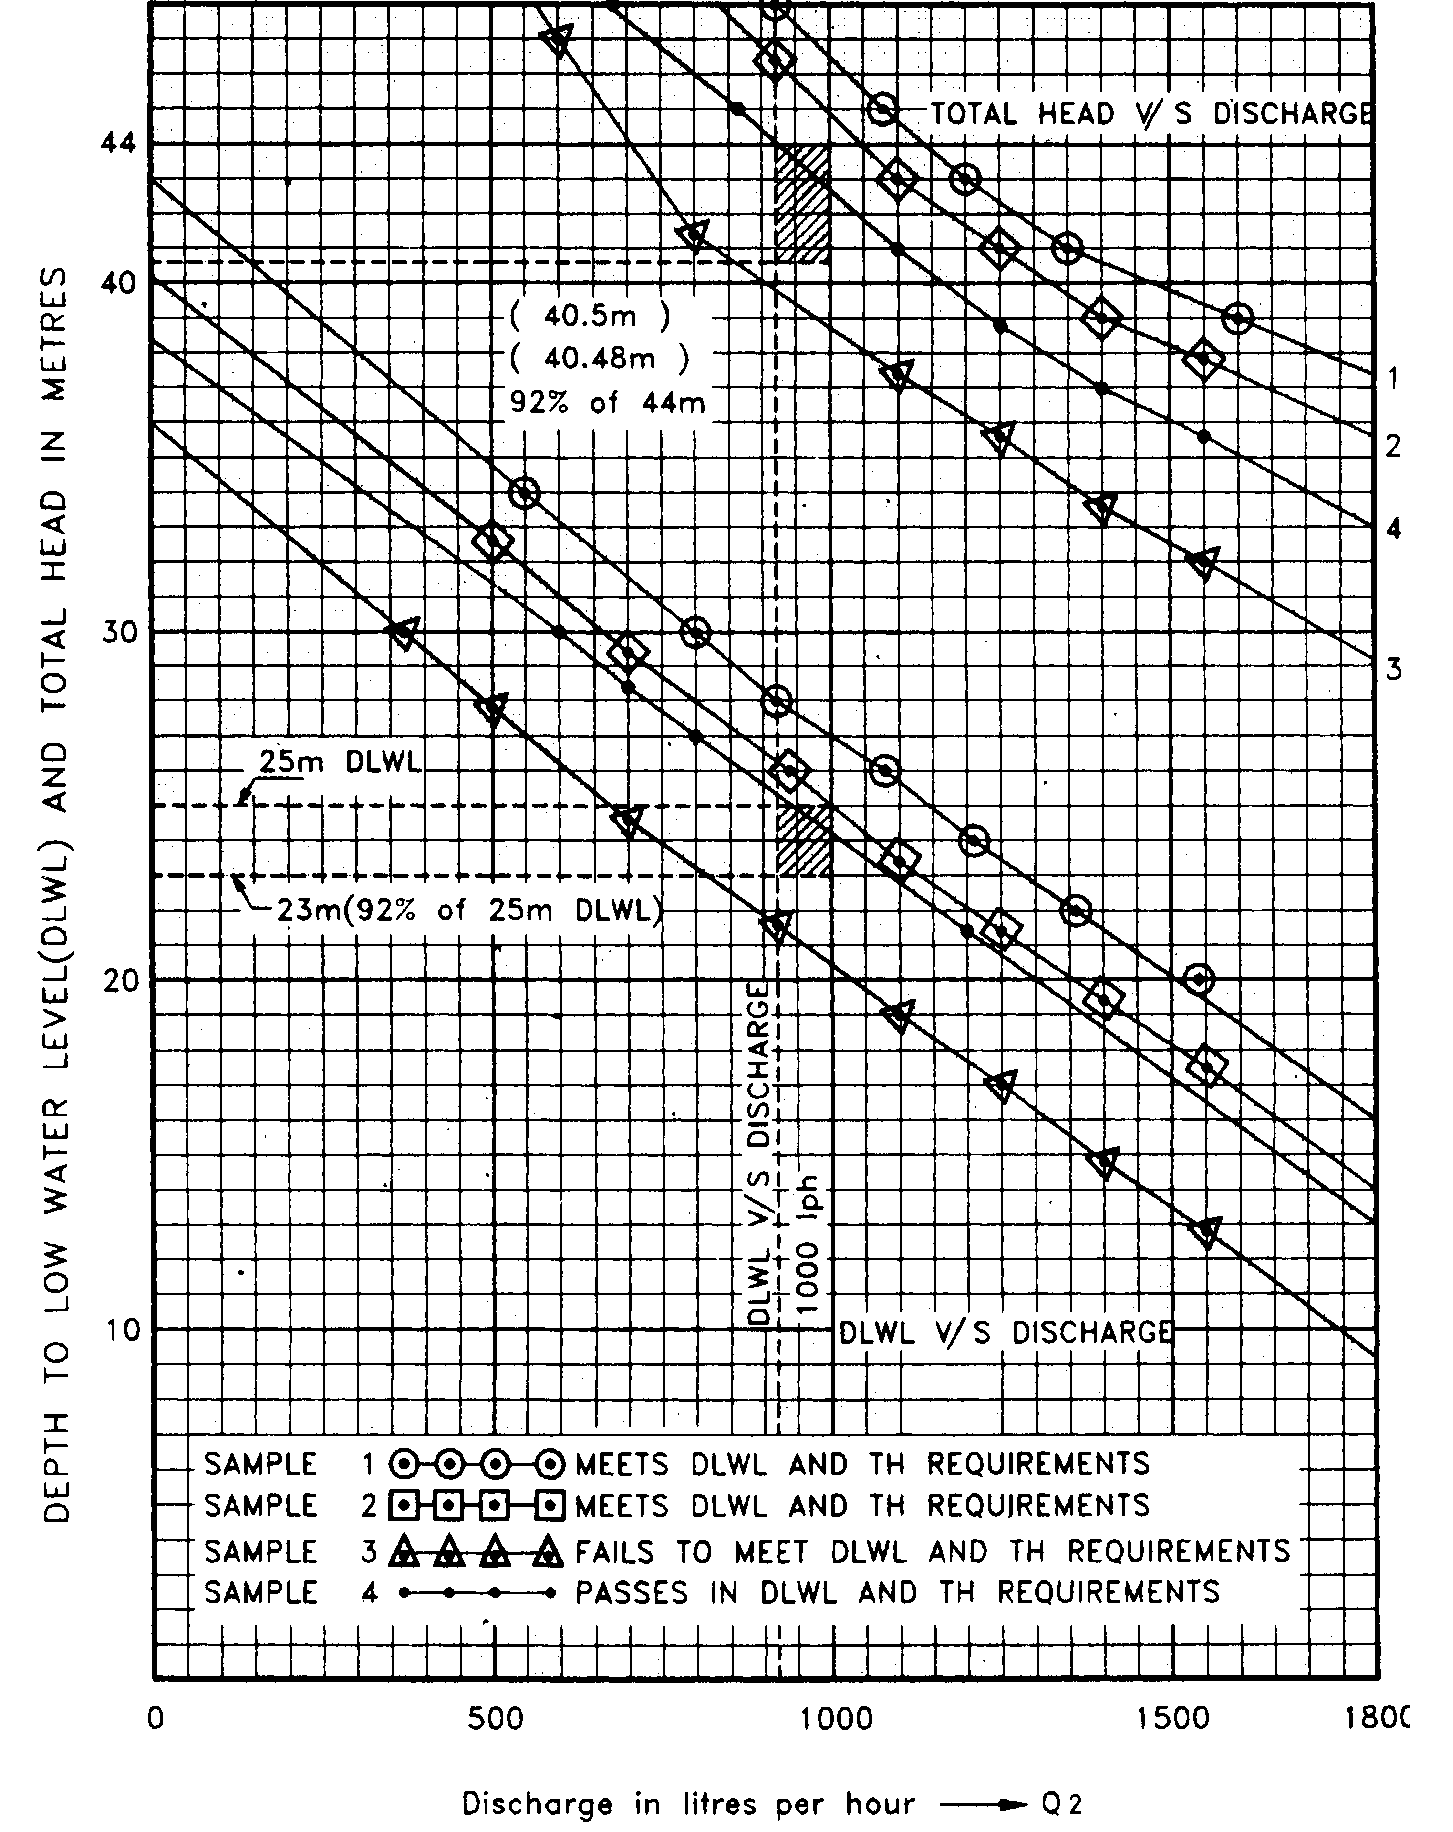 TOTAL HEAD V/S DISCHARGE
44
40
( 40.5m )
( 40.48m )
92% of 44m
1
2
4
3
30
25m DLWL
23m(92% of 25m DLWL)
20
10
DEPTH TO LOW WATER LEVEL(DLWL) AND TOTAL HEAD IN METRES
DLWL V/S DISCHARGE
1000 lph
DLWL V/S DISCHARGE
SAMPLE 1 MEETS DLWL AND TH REQUIREMENTS
SAMPLE 2 MEETS DLWL AND TH REQUIREMENTS
SAMPLE 3 FAILS TO MEET DLWL AND TH REQUIREMENTS
SAMPLE 4 PASSES IN DLWL AND TH REQUIREMENTS
0 500 1000 1500 1800
Discharge in litres per hour Q2